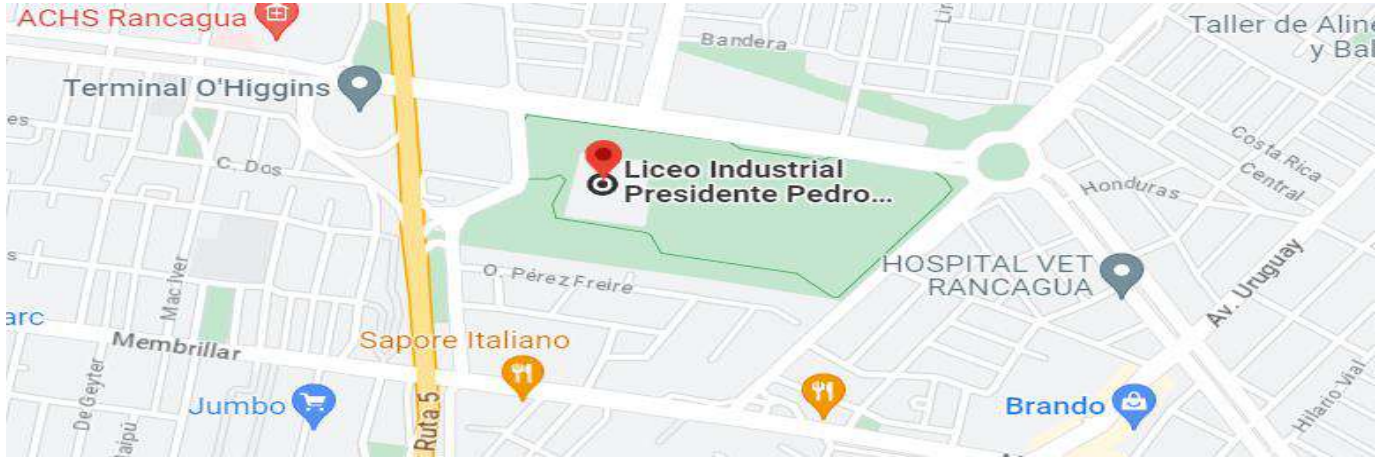 ACHS Rancagua
Bandera
Taller de Aline
y Bal
Terminal O'Higgins
es
C. Dos
Liceo Industrial
Presidente Pedro...
Costa Rica
Central
Honduras
HOSPITAL VET
RANCAGUA
O. Pérez Freire
Mac Iver
s
Av. Uruguay
arc
Membrillar
Sapore Italiano
De Geyter
Jumbo
Ruta 5
Brando
Hilario Vial